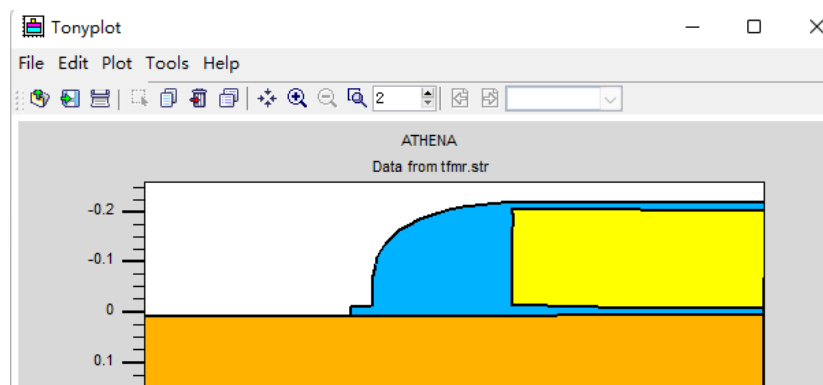 Tonyplot
File Edit Plot Tools Help
2
ATHENA
Data from tfmr.str
-0.2
-0.1
0
0.1